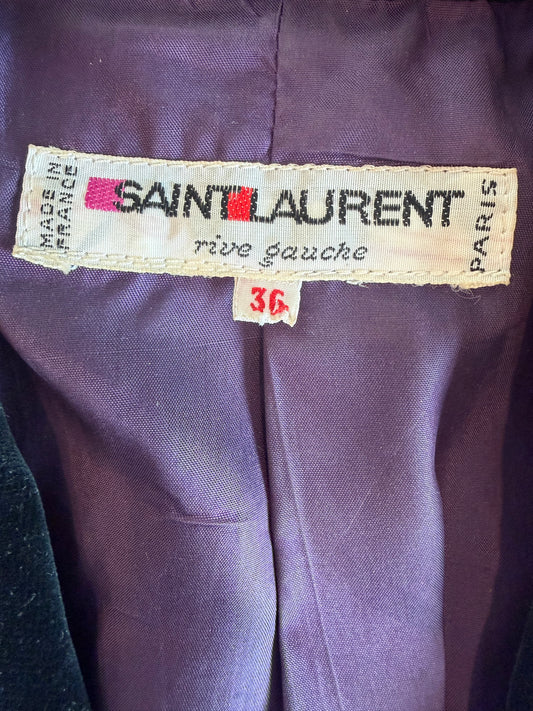 MADE IN
FRANCE
SAINT LAURENT
rive gauche
PARIS
36